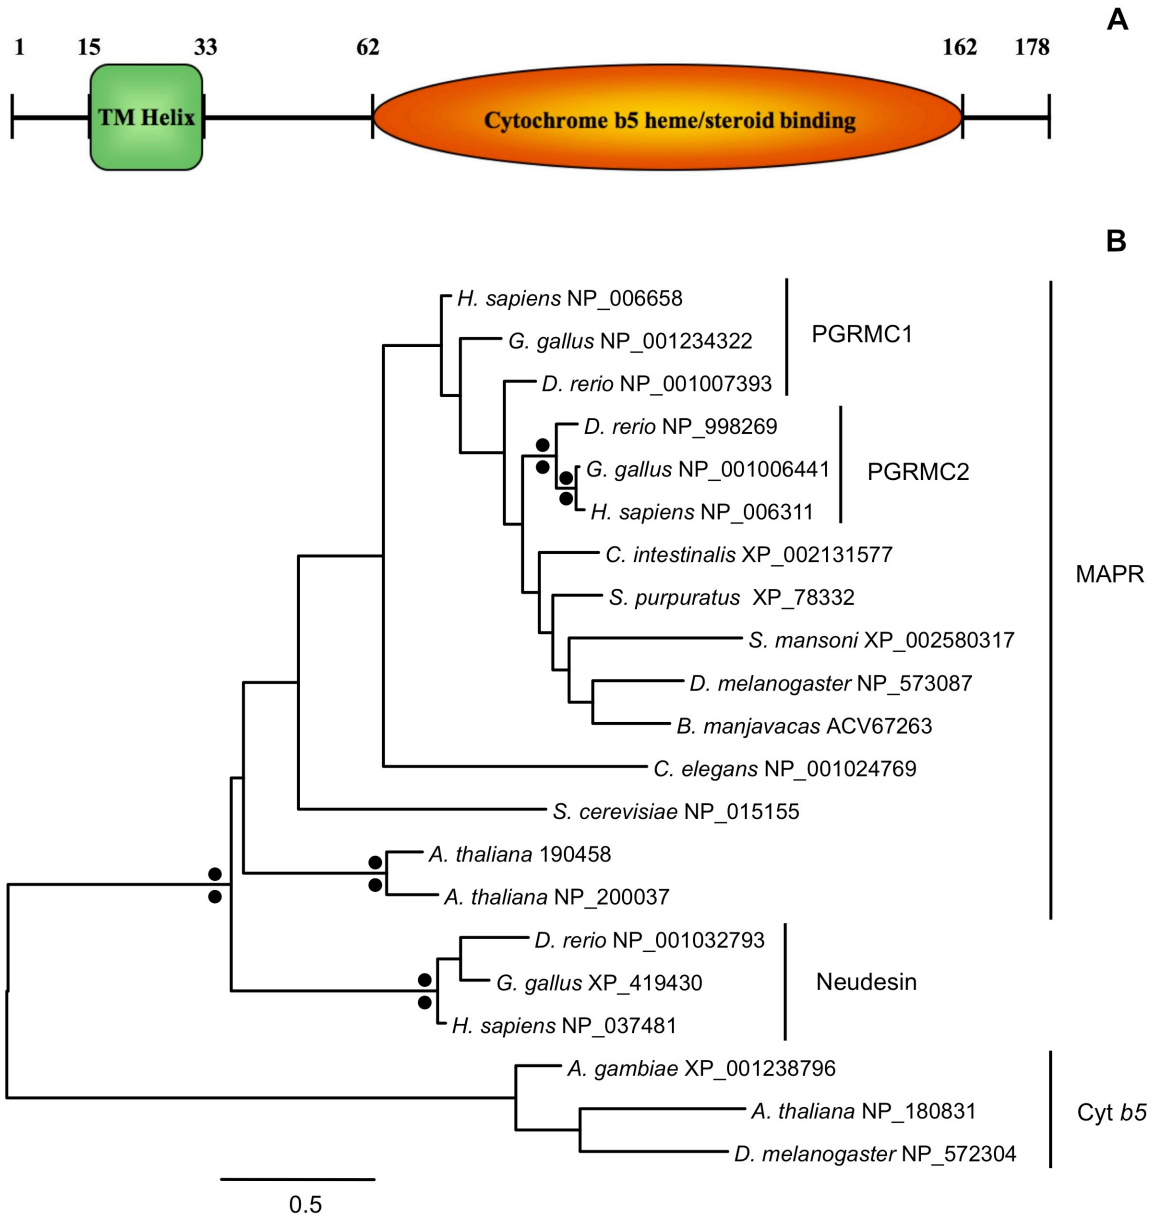 A
1 15 33 62 162 178
TM Helix
Cytochrome b5 heme/steroid binding
B
H. sapiens NP_006658
G. gallus NP_001234322
D. rerio NP_001007393
PGRMC1
D. rerio NP_998269
G. gallus NP_001006441
H. sapiens NP_006311
PGRMC2
C. intestinalis XP_002131577
S. purpuratus XP_78332
S. mansoni XP_002580317
D. melanogaster NP_573087
B. manjavacas ACV67263
C. elegans NP_001024769
S. cerevisiae NP_015155
A. thaliana 190458
A. thaliana NP_200037
MAPR
D. rerio NP_001032793
G. gallus XP_419430
H. sapiens NP_037481
Neudesin
A. gambiae XP_001238796
A. thaliana NP_180831
D. melanogaster NP_572304
Cyt b5
0.5